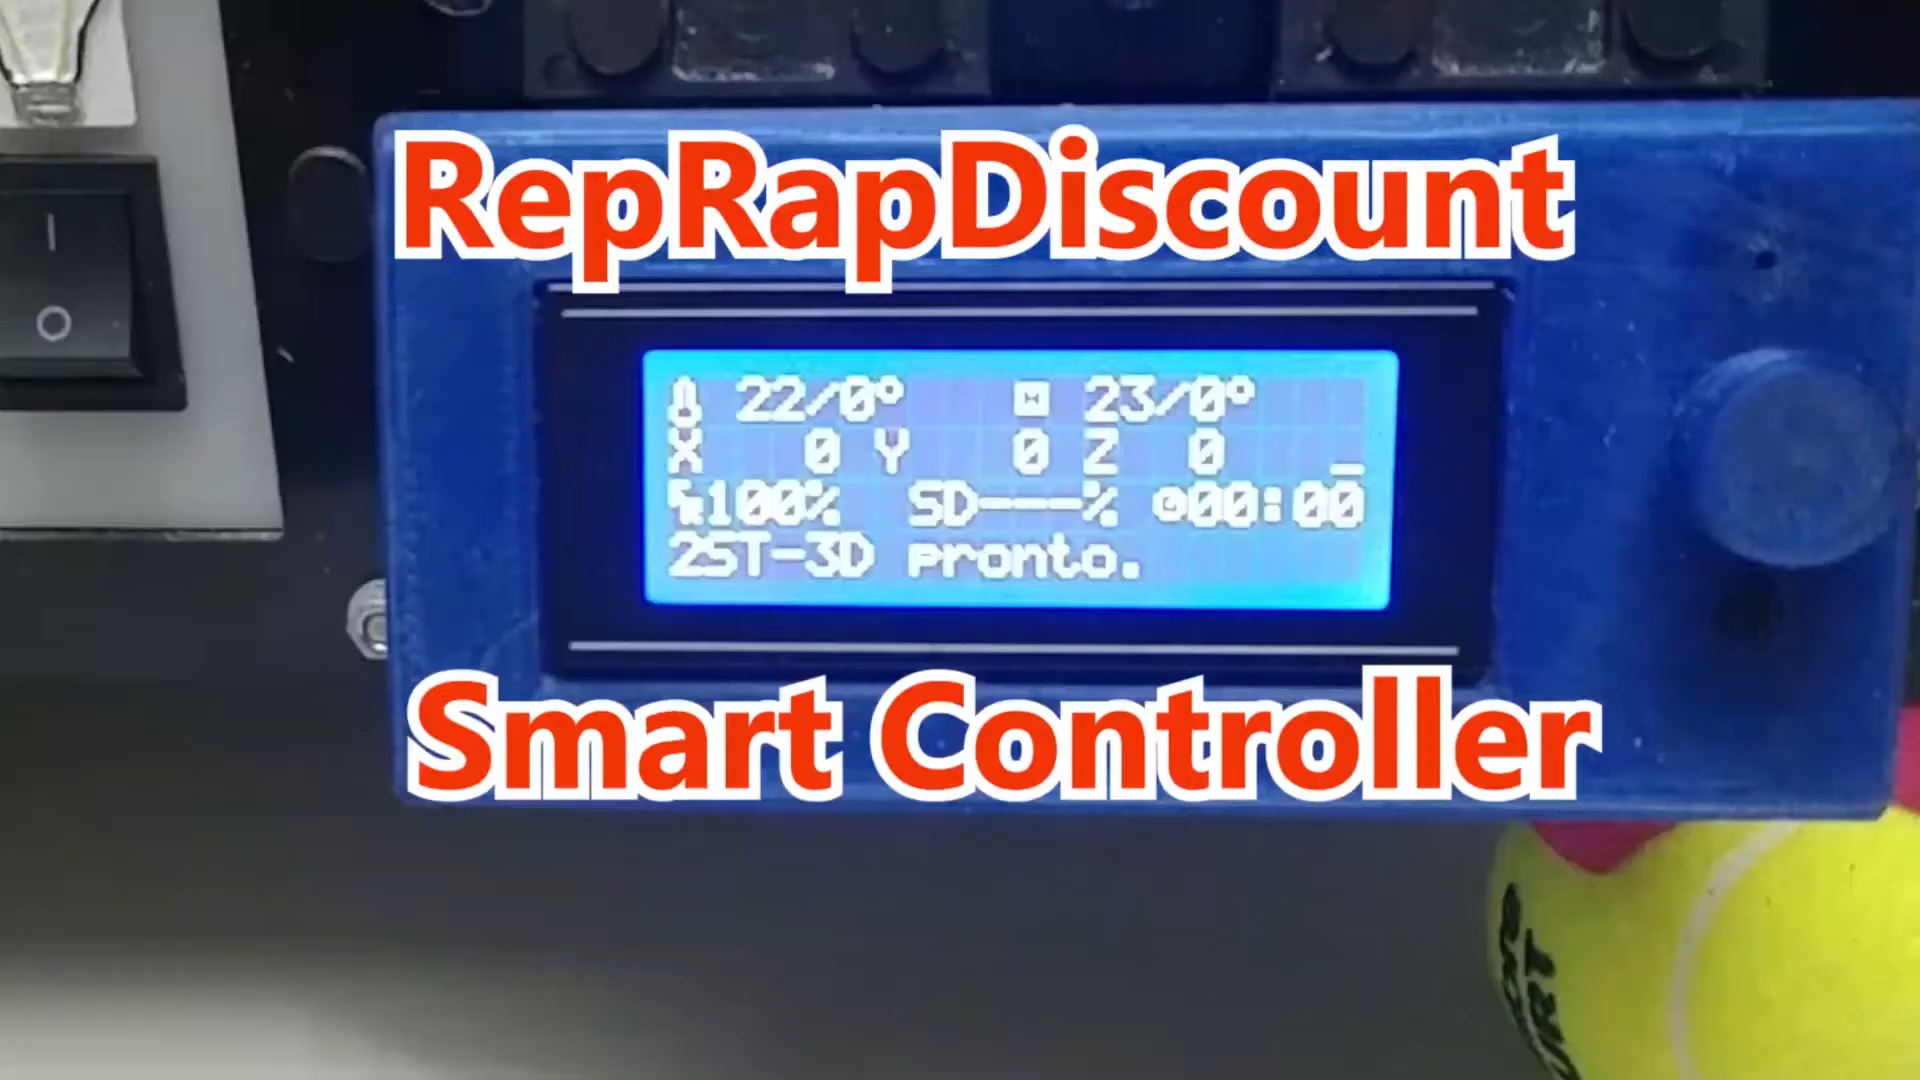 RepRapDiscount
22/0° 23/0°
X 0 Y 0 Z 0 _
100% SD---% 00:00
2ST-3D pronto.
Smart Controller